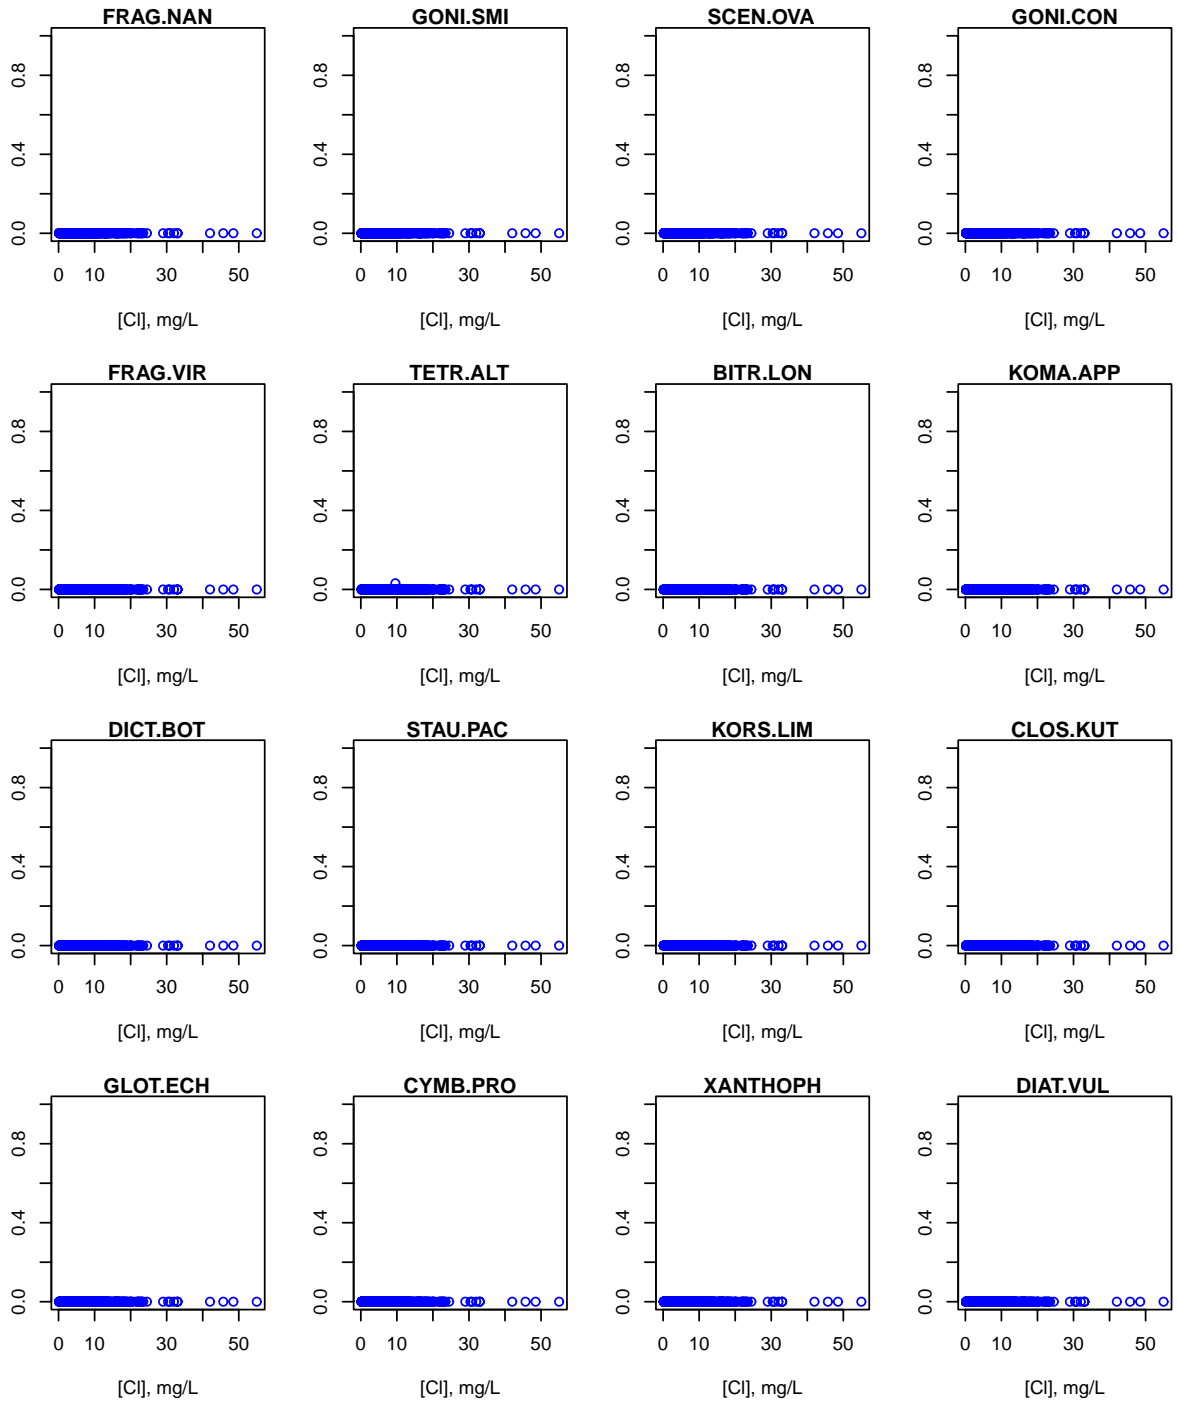 FRAG.NAN GONI.SMI SCEN.OVA GONI.CON
0.8 0.8 0.8 0.8
0.4 0.4 0.4 0.4
0.0 0.0 0.0 0.0
0 10 30 50 0 10 30 50 0 10 30 50 0 10 30 50
[Cl], mg/L [Cl], mg/L [Cl], mg/L [Cl], mg/L
FRAG.VIR TETR.ALT BITR.LON KOMA.APP
0.8 0.8 0.8 0.8
0.4 0.4 0.4 0.4
0.0 0.0 0.0 0.0
0 10 30 50 0 10 30 50 0 10 30 50 0 10 30 50
[Cl], mg/L [Cl], mg/L [Cl], mg/L [Cl], mg/L
DICT.BOT STAU.PAC KORS.LIM CLOS.KUT
0.8 0.8 0.8 0.8
0.4 0.4 0.4 0.4
0.0 0.0 0.0 0.0
0 10 30 50 0 10 30 50 0 10 30 50 0 10 30 50
[Cl], mg/L [Cl], mg/L [Cl], mg/L [Cl], mg/L
GLOT.ECH CYMB.PRO XANTHOPH DIAT.VUL
0.8 0.8 0.8 0.8
0.4 0.4 0.4 0.4
0.0 0.0 0.0 0.0
0 10 30 50 0 10 30 50 0 10 30 50 0 10 30 50
[Cl], mg/L [Cl], mg/L [Cl], mg/L [Cl], mg/L